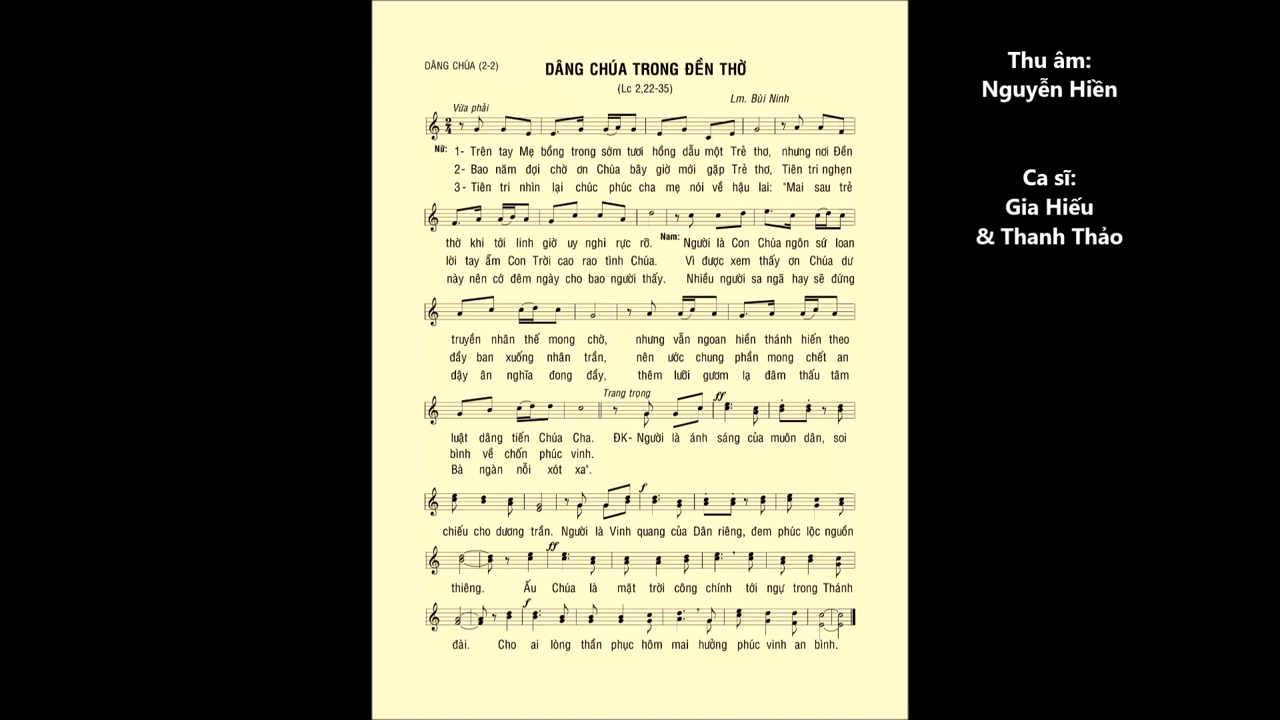 DÂNG CHÚA (2-2)
DÂNG CHÚA TRONG ĐỀN THỜ
(Lc 2,22-35)
Lm. Bùi Ninh
Vừa phải
Nữ: 1- Trên tay Mẹ bồng trong sớm tươi hồng dẫu một Trẻ thơ, nhưng nơi Đền
2- Bao năm đợi chờ ơn Chúa bây giờ mới gặp Trẻ thơ, Tiên tri nghẹn
3- Tiên tri nhìn lại chúc phúc cha mẹ nói về hậu lai: "Mai sau trẻ
thờ khi tới linh giờ uy nghi rực rỡ. Nam: Người là Con Chúa ngôn sứ loan
lời tay ẩm Con Trời cao rao tình Chúa. Vì được xem thấy ơn Chúa dư
này nên cớ đêm ngày cho bao người thấy. Nhiều người sa ngã hay sẽ đứng
truyền nhân thế mong chờ, nhưng vẫn ngoan hiền thánh hiến theo
đầy ban xuống nhân trần, nên ước chung phần mong chết an
dậy ân nghĩa đong đầy, thêm lưỡi gươm lạ đâm thấu tâm
Trang trọng
ff
luật dâng tiến Chúa Cha. ĐK- Người là ánh sáng của muôn dân, soi
bình về chốn phúc vinh.
Bà ngàn nỗi xót xa".
f
chiếu cho dương trần. Người là Vinh quang của Dân riêng, đem phúc lộc nguồn
ff
thiêng. Ấu Chúa là mặt trời công chính tới ngự trong Thánh
f
đài. Cho ai lòng thần phục hôm mai hưởng phúc vinh an bình.
Thu âm:
Nguyễn Hiền
Ca sĩ:
Gia Hiếu
& Thanh Thảo